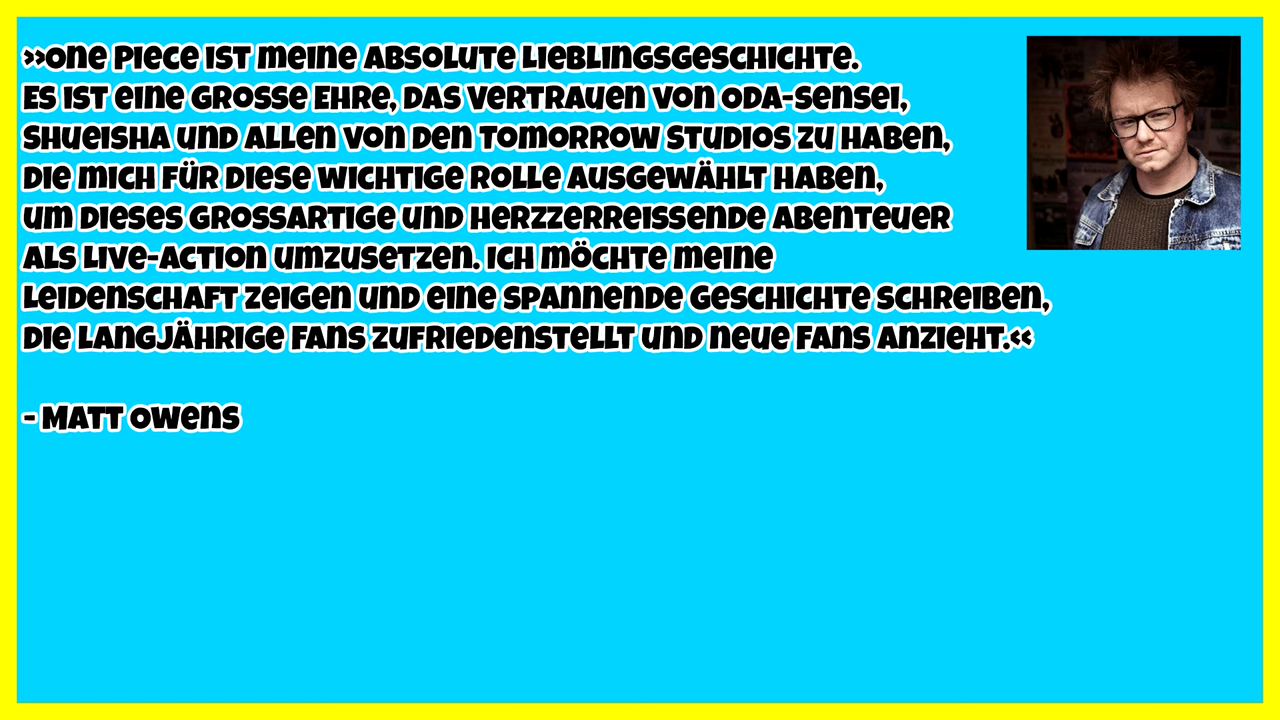 »One Piece ist meine absolute Lieblingsgeschichte.
Es ist eine grosse Ehre, das Vertrauen von Oda-Sensei,
Shueisha und allen von den Tomorrow Studios zu haben,
die mich für diese wichtige Rolle ausgewählt haben,
um dieses grossartige und herzzerreissende Abenteuer
als Live-Action umzusetzen. Ich möchte meine
Leidenschaft zeigen und eine spannende Geschichte schreiben,
die langjährige Fans zufriedenstellt und neue Fans anzieht.«
- Matt Owens